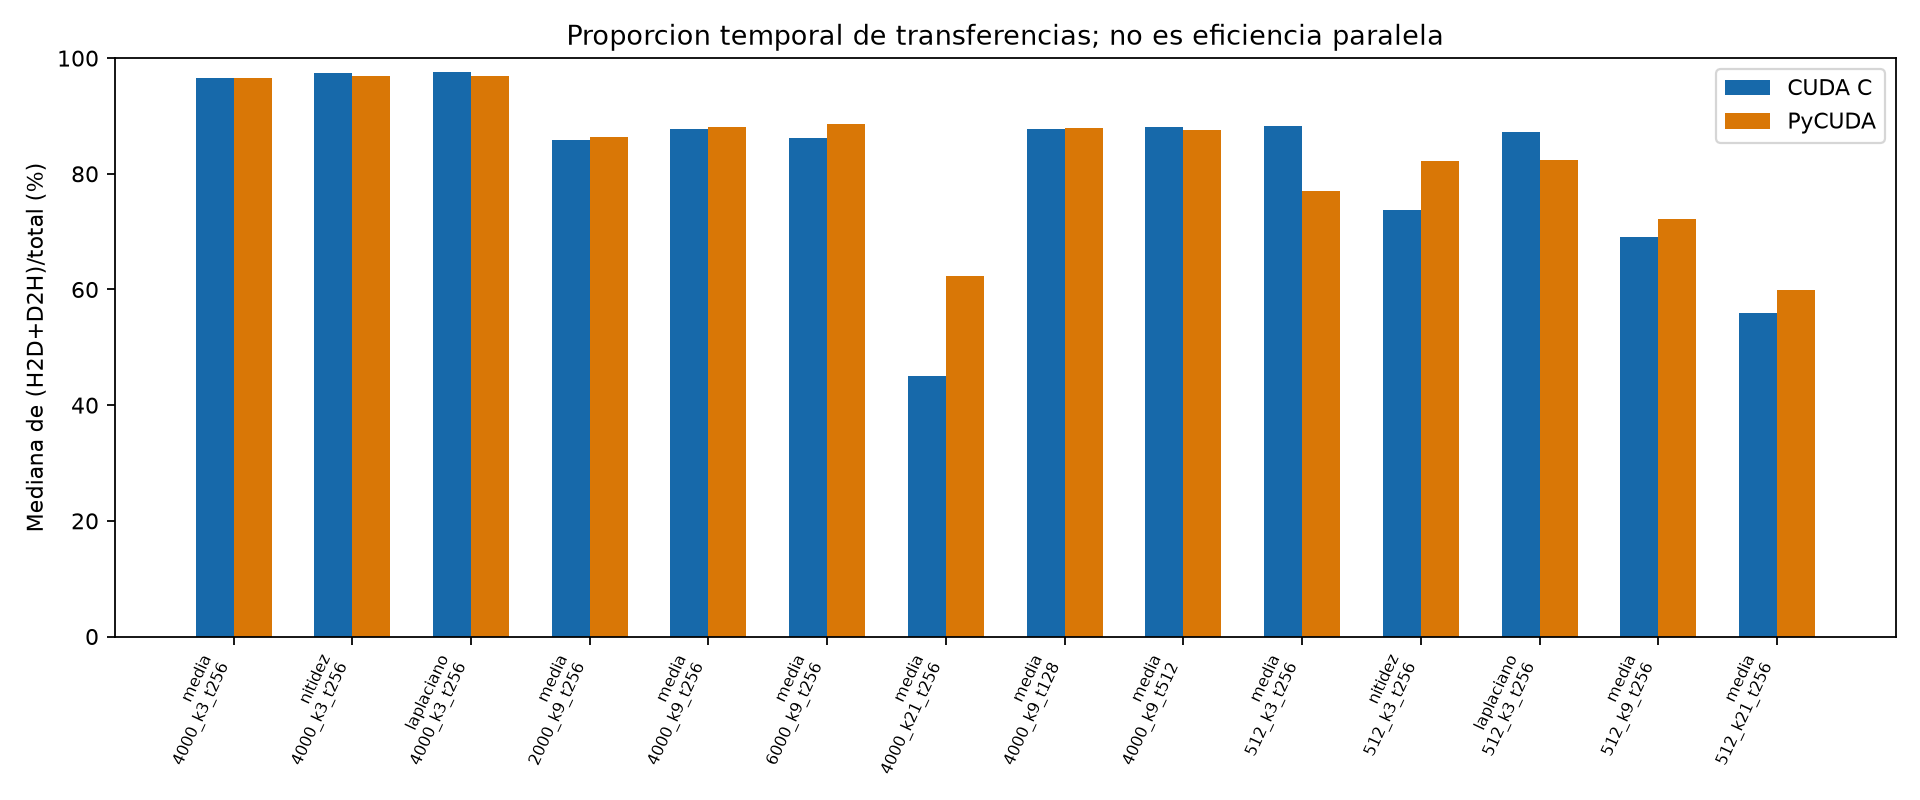 Proporcion temporal de transferencias; no es eficiencia paralela
Mediana de (H2D+D2H)/total (%)
100
80
60
40
20
0
CUDA C
PyCUDA
media
4000_k3_t256
nitidez
4000_k3_t256
laplaciano
4000_k3_t256
media
2000_k9_t256
media
4000_k9_t256
media
6000_k9_t256
media
4000_k21_t256
media
4000_k9_t128
media
4000_k9_t512
media
512_k3_t256
nitidez
512_k3_t256
laplaciano
512_k3_t256
media
512_k9_t256
media
512_k21_t256